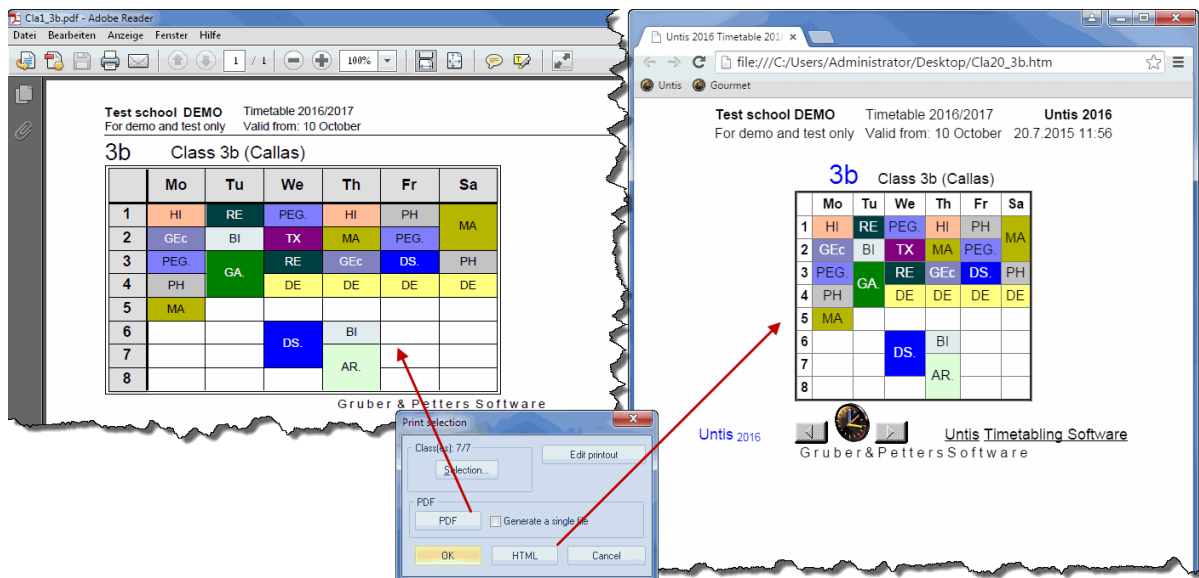 Cla1_3b.pdf - Adobe Reader
Datei Bearbeiten Anzeige Fenster Hilfe
1 / 1 100%
Test school DEMO Timetable 2016/2017
For demo and test only Valid from: 10 October
3b Class 3b (Callas)
Mo Tu We Th Fr Sa
1 HI RE PEG. HI PH MA
2 GEc BI TX MA PEG.
3 PEG. GA. RE GEc DS. PH
4 PH DE DE DE DE
5 MA
6 DS. BI
7 AR.
8
Gruber & Petters Software
Print selection
Class(es): 7/7
Selection...
Edit printout
PDF
PDF Generate a single file
OK HTML Cancel
Untis 2016 Timetable 201
file:///C:/Users/Administrator/Desktop/Cla20_3b.htm
Untis Gourmet
Test school DEMO Timetable 2016/2017 Untis 2016
For demo and test only Valid from: 10 October 20.7.2015 11:56
3b Class 3b (Callas)
Mo Tu We Th Fr Sa
1 HI RE PEG. HI PH MA
2 GEc BI TX MA PEG.
3 PEG. GA. RE GEc DS. PH
4 PH DE DE DE DE
5 MA
6 DS. BI
7 AR.
8
Untis 2016 Untis Timetabling Software
Gruber & Petters Software